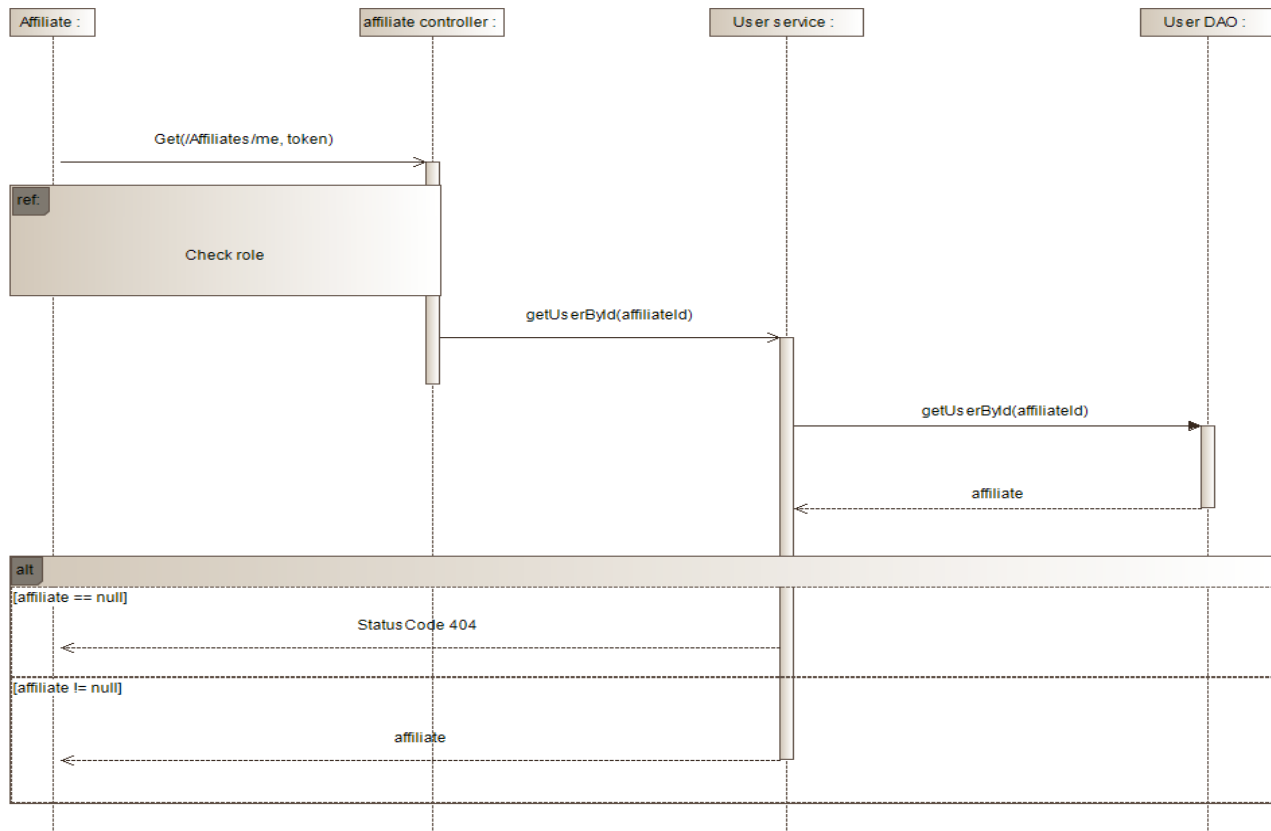 Affiliate :
affiliate controller :
User service :
User DAO :
Get(/Affiliates/me, token)
ref:
Check role
getUserById(affiliateId)
getUserById(affiliateId)
affiliate
alt
[affiliate == null]
StatusCode 404
[affiliate != null]
affiliate